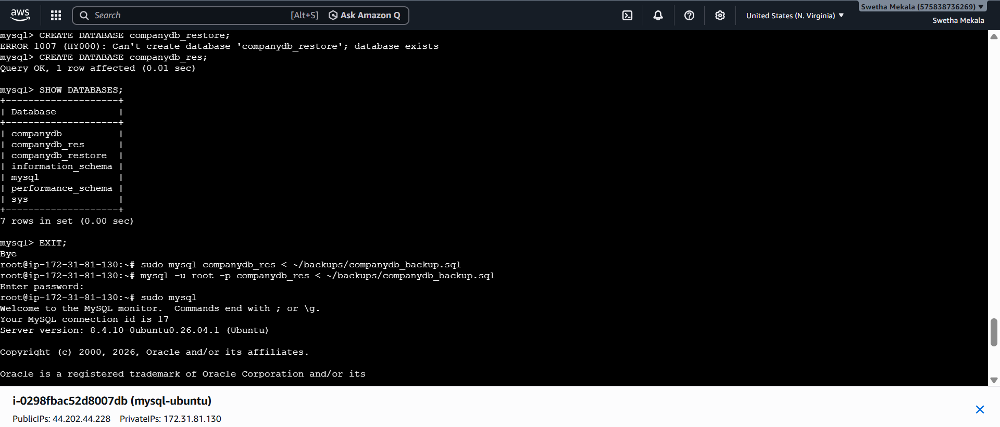 aws
Search [Alt+S] Ask Amazon Q
United States (N. Virginia) ▼
Swetha Mekala (575838736269) ▼
Swetha Mekala
mysql> CREATE DATABASE companydb_restore;
ERROR 1007 (HY000): Can't create database 'companydb_restore'; database exists
mysql> CREATE DATABASE companydb_res;
Query OK, 1 row affected (0.01 sec)
mysql> SHOW DATABASES;
+--------------------+
| Database           |
+--------------------+
| companydb          |
| companydb_res      |
| companydb_restore  |
| information_schema |
| mysql              |
| performance_schema |
| sys                |
+--------------------+
7 rows in set (0.00 sec)
mysql> EXIT;
Bye
root@ip-172-31-81-130:~# sudo mysql companydb_res < ~/backups/companydb_backup.sql
root@ip-172-31-81-130:~# mysql -u root -p companydb_res < ~/backups/companydb_backup.sql
Enter password:
root@ip-172-31-81-130:~# sudo mysql
Welcome to the MySQL monitor.  Commands end with ; or \g.
Your MySQL connection id is 17
Server version: 8.4.10-0ubuntu0.26.04.1 (Ubuntu)
Copyright (c) 2000, 2026, Oracle and/or its affiliates.
Oracle is a registered trademark of Oracle Corporation and/or its
i-0298fbac52d8007db (mysql-ubuntu)
PublicIPs: 44.202.44.228 PrivateIPs: 172.31.81.130